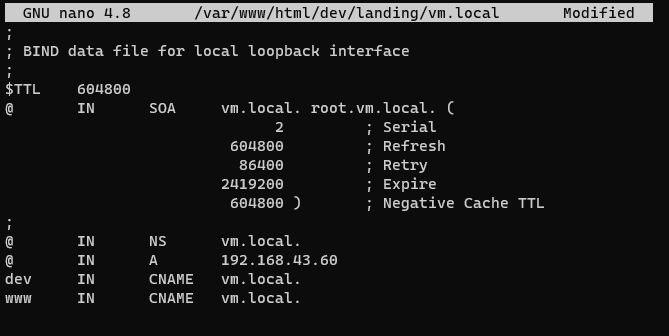 GNU nano 4.8 /var/www/html/dev/landing/vm.local Modified
;
; BIND data file for local loopback interface
;
$TTL 604800
@ IN SOA vm.local. root.vm.local. (
2 ; Serial
604800 ; Refresh
86400 ; Retry
2419200 ; Expire
604800 ) ; Negative Cache TTL
;
@ IN NS vm.local.
@ IN A 192.168.43.60
dev IN CNAME vm.local.
www IN CNAME vm.local.